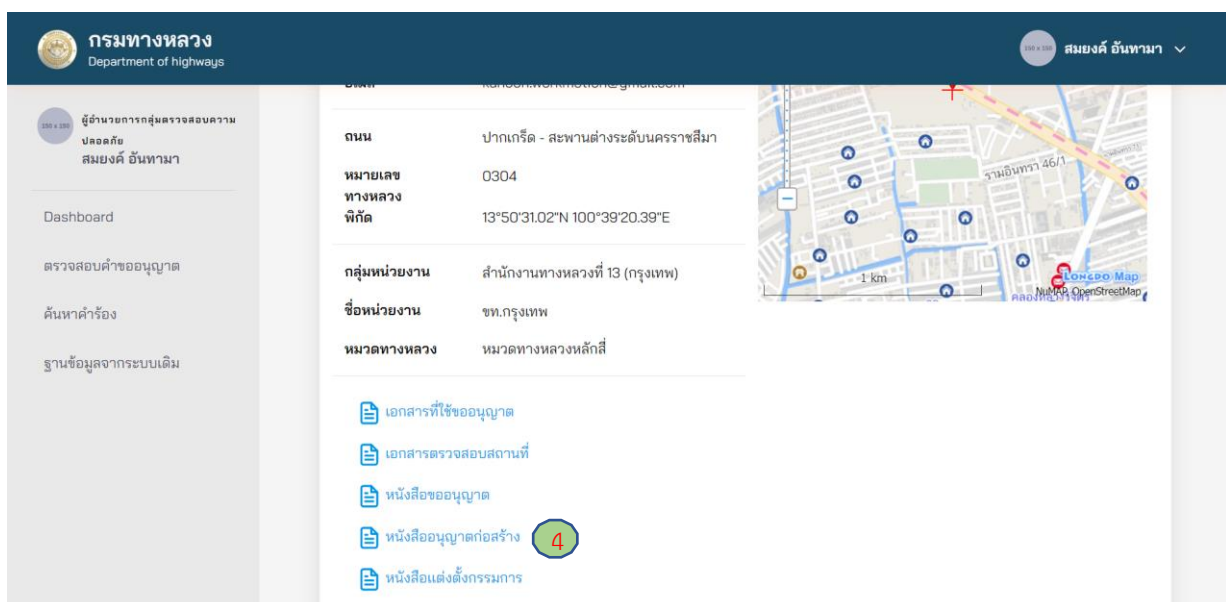 กรมทางหลวง
Department of highways
สมยงค์ อันทามา
ผู้อำนวยการกลุ่มตรวจสอบความ
ปลอดภัย
สมยงค์ อันทามา
Dashboard
ตรวจสอบคำขออนุญาต
ค้นหาคำร้อง
ฐานข้อมูลจากระบบเดิม
ถนน ปากเกร็ด - สะพานต่างระดับนครราชสีมา
หมายเลข 0304
ทางหลวง
พิกัด 13°50'31.02"N 100°39'20.39"E
กลุ่มหน่วยงาน สำนักงานทางหลวงที่ 13 (กรุงเทพ)
ชื่อหน่วยงาน ขท.กรุงเทพ
หมวดทางหลวง หมวดทางหลวงหลักสี่
รามอินทรา 46/1
1 km
LONGDO Map
NuMAP, OpenStreetMap
เอกสารที่ใช้ขออนุญาต
เอกสารตรวจสอบสถานที่
หนังสือขออนุญาต
หนังสืออนุญาตก่อสร้าง 4
หนังสือแต่งตั้งกรรมการ